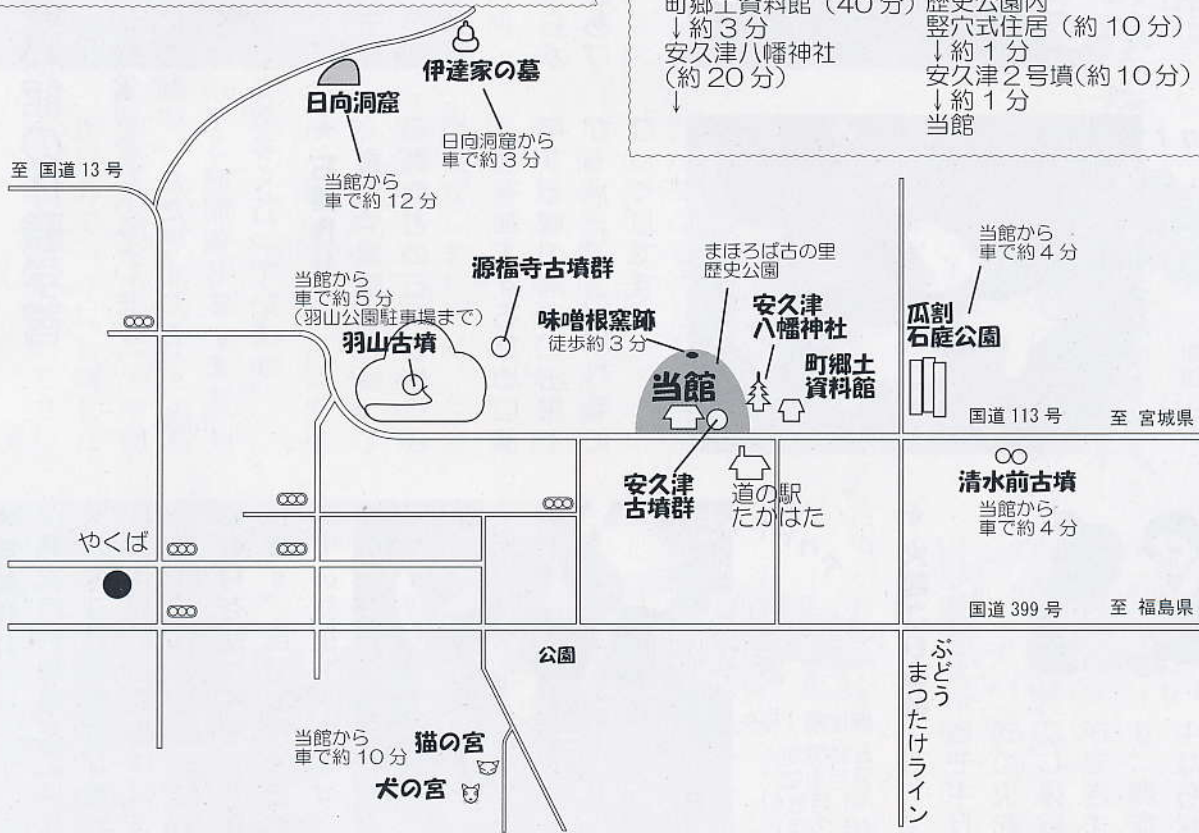 町郷土資料館（40分）
↓約3分
安久津八幡神社
（約20分）
↓
歴史公園内
竪穴式住居（約10分）
↓約1分
安久津2号墳（約10分）
↓約1分
当館
伊達家の墓
日向洞窟から
車で約3分
日向洞窟
当館から
車で約12分
至 国道13号
当館から
車で約5分
（羽山公園駐車場まで）
羽山古墳
源福寺古墳群
味噌根窯跡
徒歩約3分
まほろば古の里
歴史公園
当館
安久津
八幡神社
町郷土
資料館
当館から
車で約4分
瓜割
石庭公園
国道113号
至 宮城県
安久津
古墳群
道の駅
たかはた
清水前古墳
当館から
車で約4分
やくば
国道399号
至 福島県
公園
ぶどう
まつたけライン
当館から
車で約10分
猫の宮
犬の宮